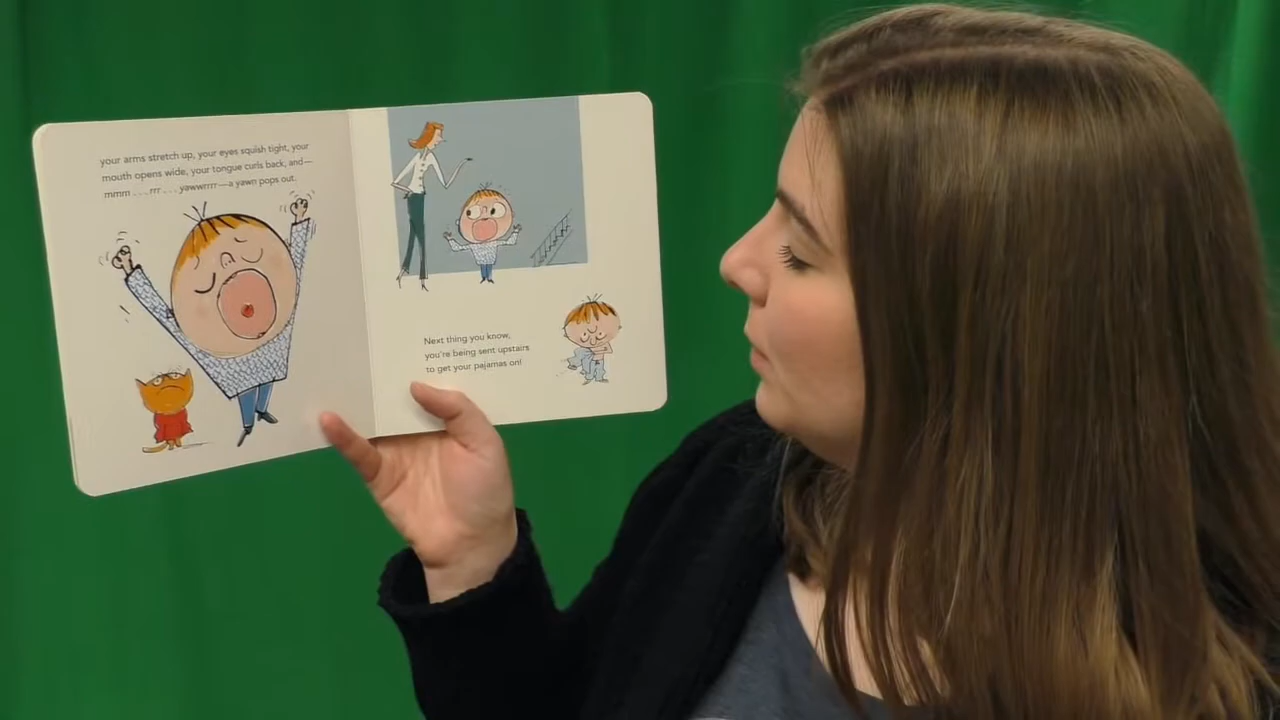 your arms stretch up, your eyes squish tight, your
mouth opens wide, your tongue curls back, and—
mmm . . . rrr . . . yawwrrrr—a yawn pops out.
Next thing you know,
you're being sent upstairs
to get your pajamas on!